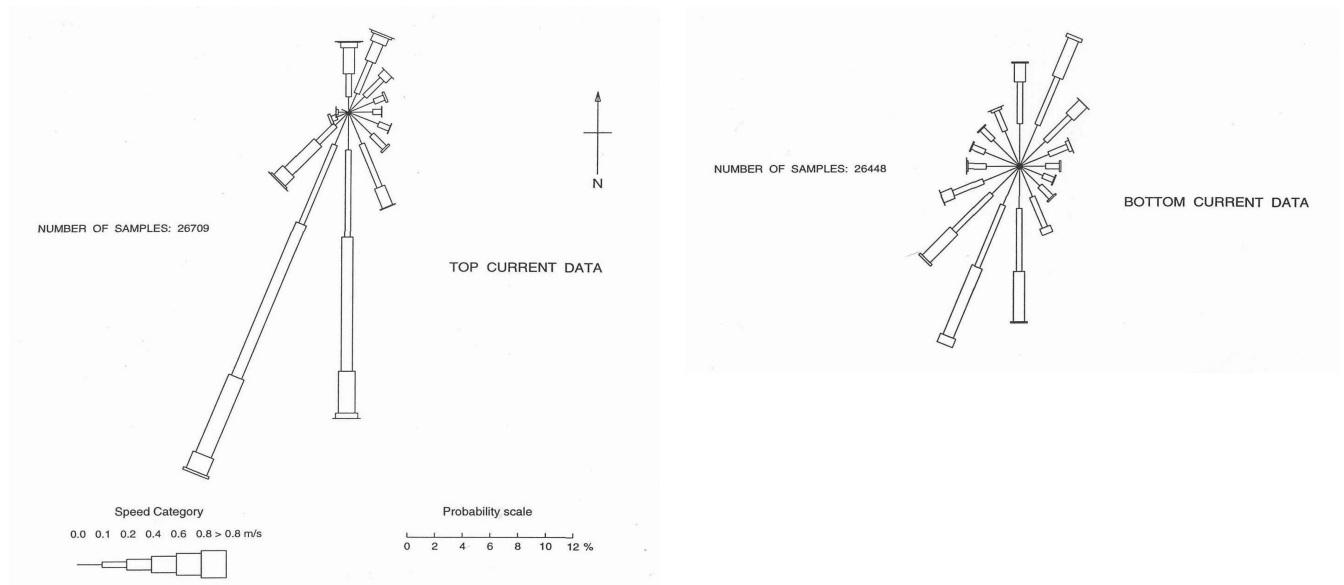 N
NUMBER OF SAMPLES: 26709
TOP CURRENT DATA
Speed Category
0.0 0.1 0.2 0.4 0.6 0.8 > 0.8 m/s
Probability scale
0 2 4 6 8 10 12 %
NUMBER OF SAMPLES: 26448
BOTTOM CURRENT DATA